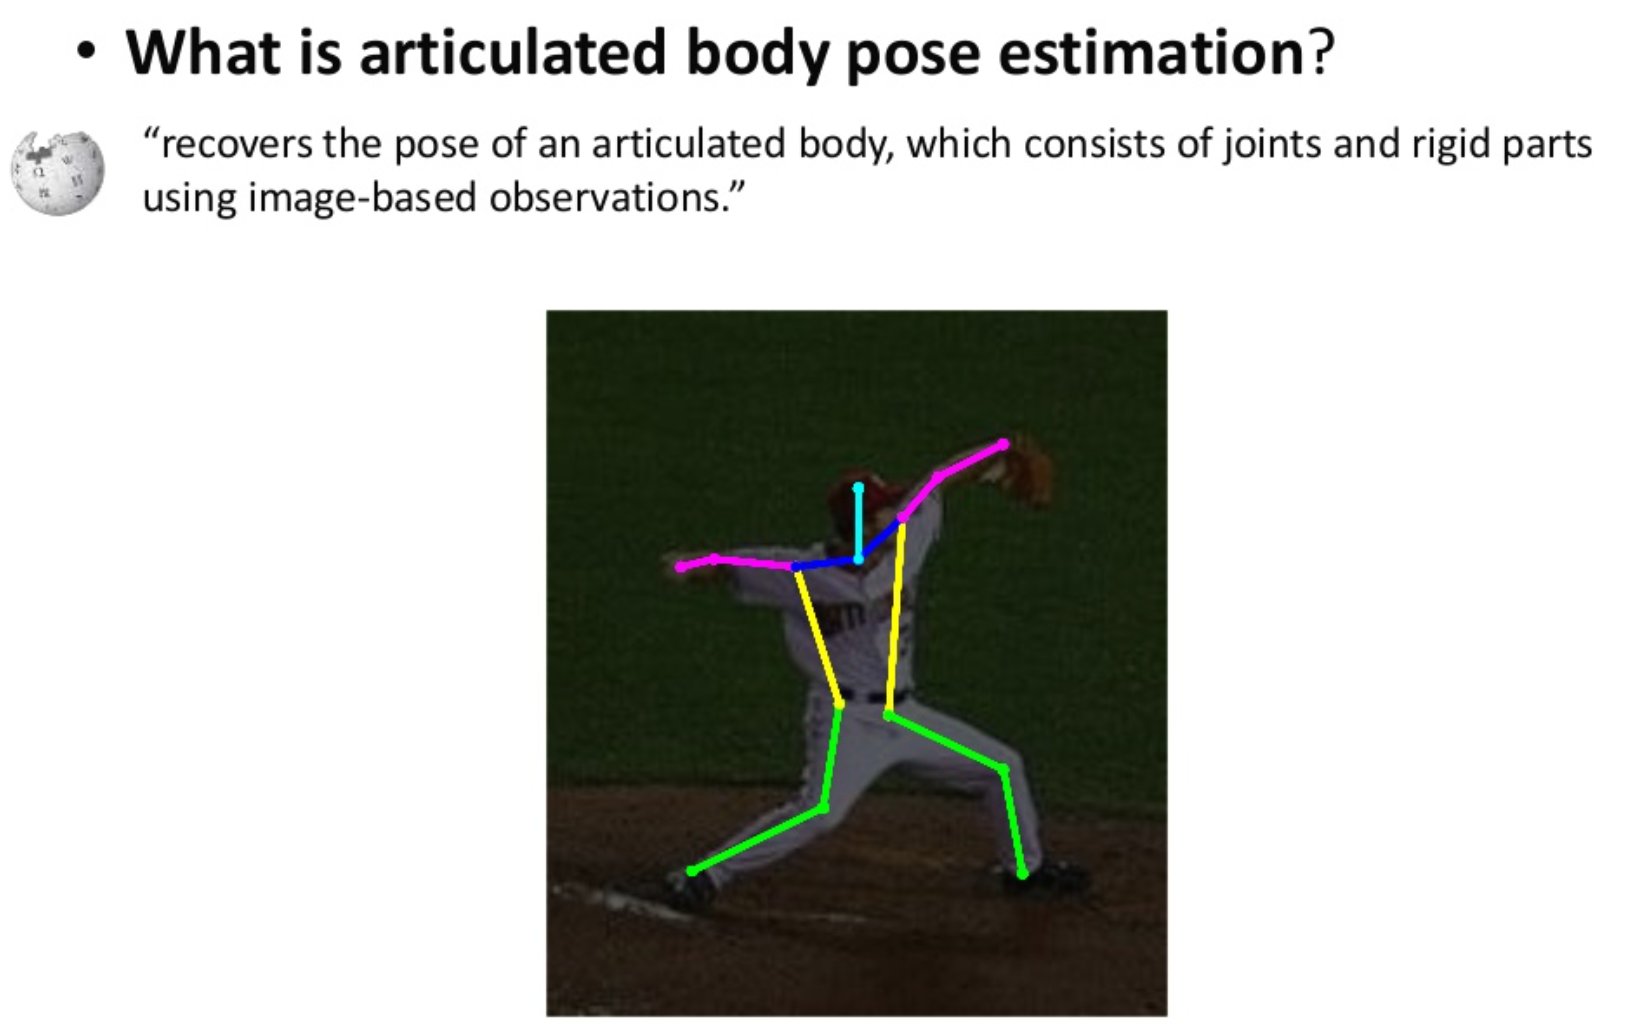 • What is articulated body pose estimation?
“recovers the pose of an articulated body, which consists of joints and rigid parts
using image-based observations.”